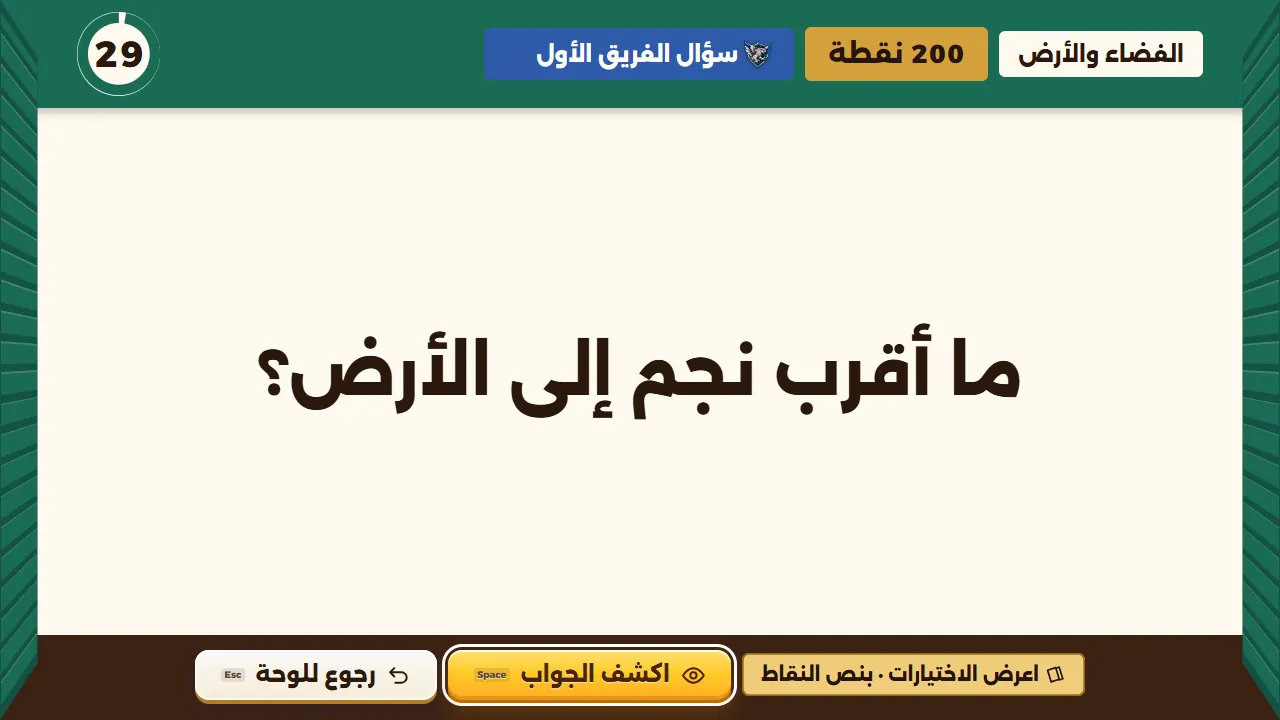 الفضاء والأرض
200 نقطة
سؤال الفريق الأول
29
ما أقرب نجم إلى الأرض؟
اعرض الاختيارات · بنص النقاط
اكشف الجواب Space
رجوع للوحة Esc